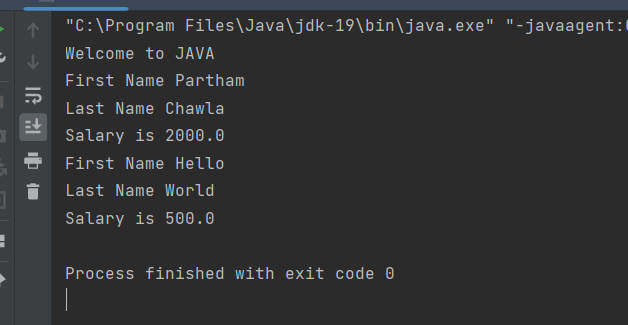 "C:\Program Files\Java\jdk-19\bin\java.exe" "-javaagent:
Welcome to JAVA
First Name Partham
Last Name Chawla
Salary is 2000.0
First Name Hello
Last Name World
Salary is 500.0
Process finished with exit code 0